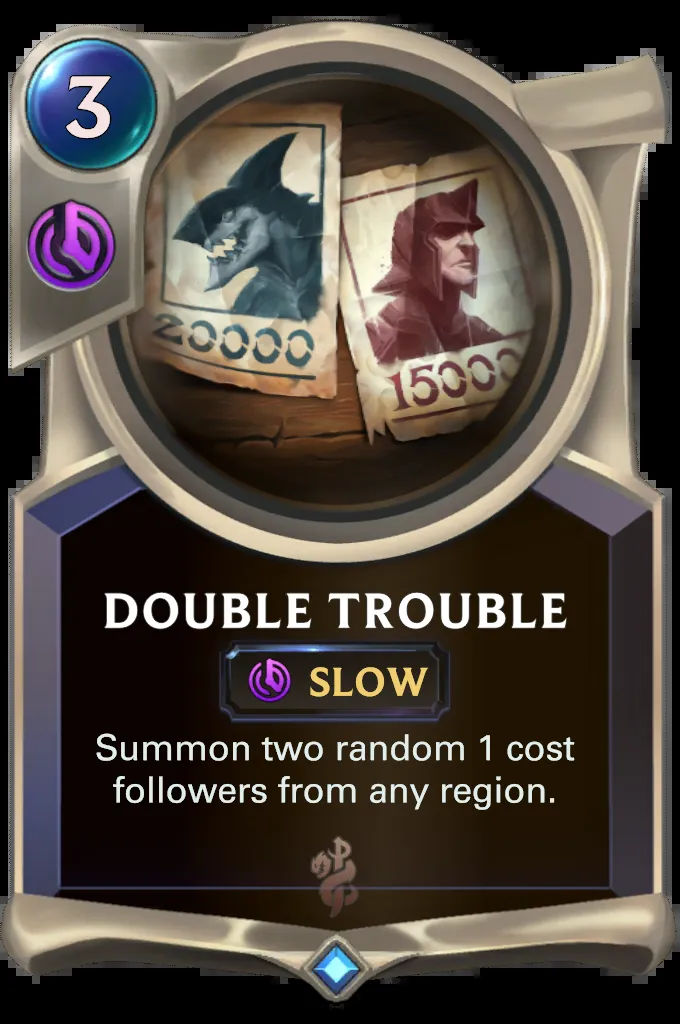 3
20000
15000
DOUBLE TROUBLE
SLOW
Summon two random 1 cost
followers from any region.